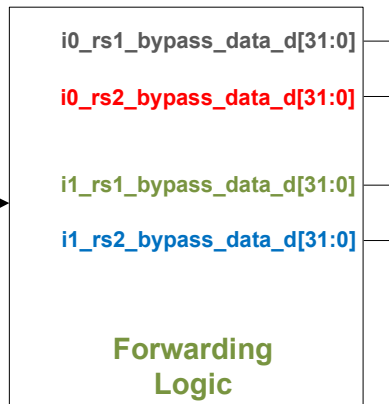 i0_rs1_bypass_data_d[31:0]
i0_rs2_bypass_data_d[31:0]
i1_rs1_bypass_data_d[31:0]
i1_rs2_bypass_data_d[31:0]
Forwarding
Logic